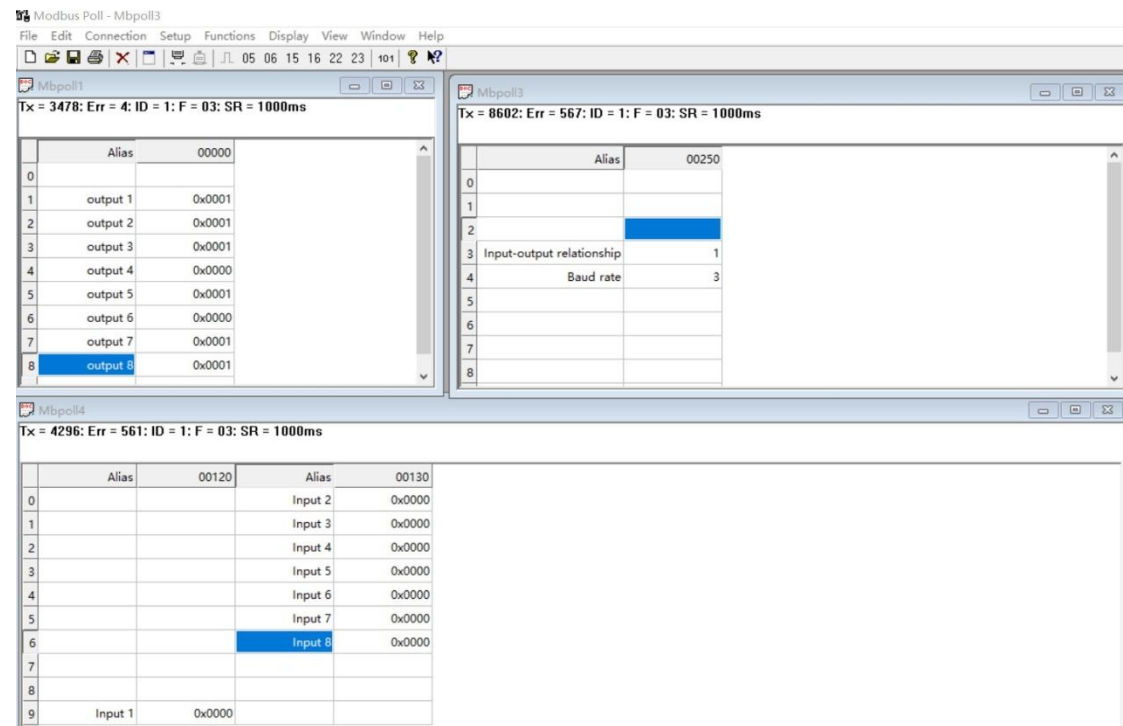 Modbus Poll - Mbpoll3
File Edit Connection Setup Functions Display View Window Help
05 06 15 16 22 23 101
Mbpoll1
Tx = 3478: Err = 4: ID = 1: F = 03: SR = 1000ms
Alias 00000
0
1 output 1 0x0001
2 output 2 0x0001
3 output 3 0x0001
4 output 4 0x0000
5 output 5 0x0001
6 output 6 0x0000
7 output 7 0x0001
8 output 8 0x0001
Mbpoll3
Tx = 8602: Err = 567: ID = 1: F = 03: SR = 1000ms
Alias 00250
0
1
2
3 Input-output relationship 1
4 Baud rate 3
5
6
7
8
Mbpoll4
Tx = 4296: Err = 561: ID = 1: F = 03: SR = 1000ms
Alias 00120 Alias 00130
0 Input 2 0x0000
1 Input 3 0x0000
2 Input 4 0x0000
3 Input 5 0x0000
4 Input 6 0x0000
5 Input 7 0x0000
6 Input 8 0x0000
7
8
9 Input 1 0x0000